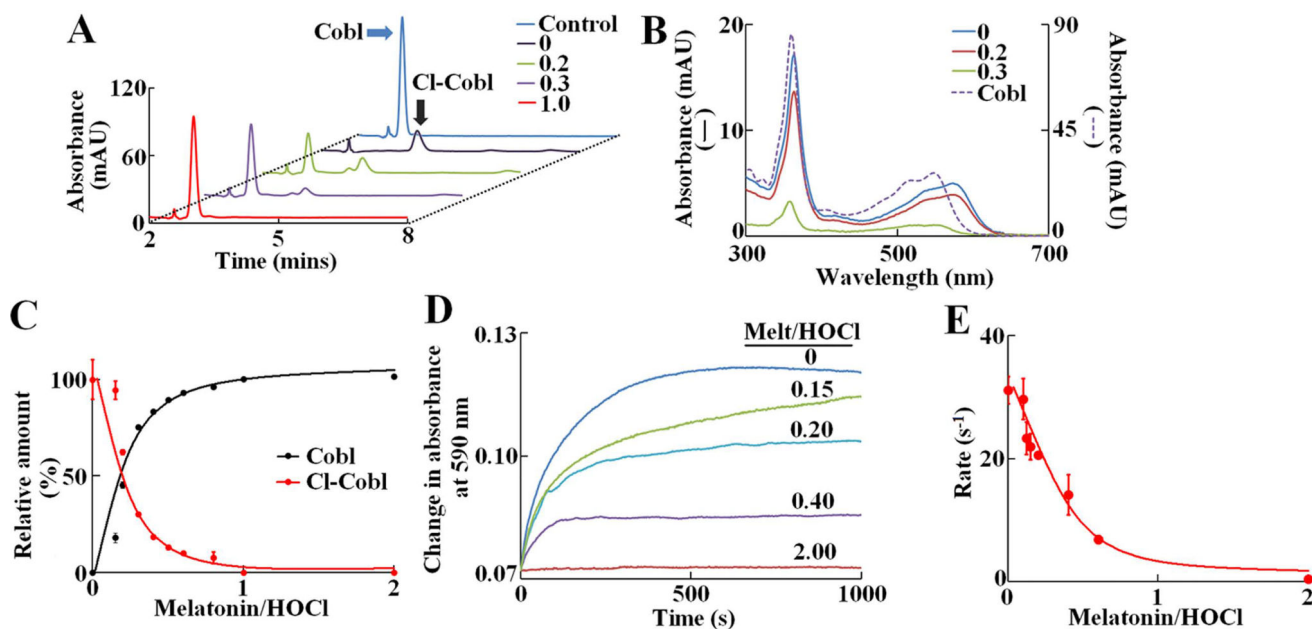 A
Cobl
Control
0
0.2
0.3
1.0
Cl-Cobl
Absorbance
(mAU)
120
60
0
2
5
8
Time (mins)
B
Absorbance (mAU)
(—)
20
10
0
0
0.2
0.3
Cobl
90
45
0
Absorbance (mAU)
(---)
300
500
700
Wavelength (nm)
C
Relative amount
(%)
100
50
0
Cobl
Cl-Cobl
0
1
2
Melatonin/HOCl
D
Change in absorbance
at 590 nm
0.13
0.10
0.07
Melt/HOCl
0
0.15
0.20
0.40
2.00
0
500
1000
Time (s)
E
Rate (s⁻¹)
40
20
0
0
1
2
Melatonin/HOCl